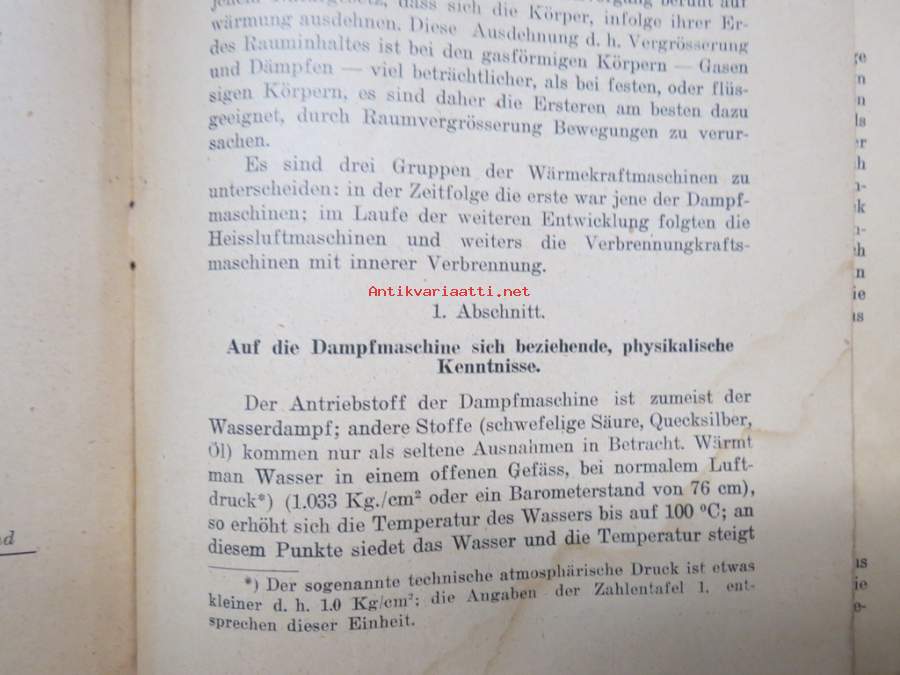 dass sich die Körper, infolge ihrer Er-
wärmung ausdehnen. Diese Ausdehnung d. h. Vergrösserung
des Rauminhaltes ist bei den gasförmigen Körpern — Gasen
und Dämpfen — viel beträchtlicher, als bei festen, oder flüs-
sigen Körpern, es sind daher die Ersteren am besten dazu
geeignet, durch Raumvergrösserung Bewegungen zu verur-
sachen.
Es sind drei Gruppen der Wärmekraftmaschinen zu
unterscheiden: in der Zeitfolge die erste war jene der Dampf-
maschinen; im Laufe der weiteren Entwicklung folgten die
Heissluftmaschinen und weiters die Verbrennungkrafts-
maschinen mit innerer Verbrennung.
Antikvariaatti.net
1. Abschnitt.
Auf die Dampfmaschine sich beziehende, physikalische
Kenntnisse.
Der Antriebstoff der Dampfmaschine ist zumeist der
Wasserdampf; andere Stoffe (schwefelige Säure, Quecksilber,
Öl) kommen nur als seltene Ausnahmen in Betracht. Wärmt
man Wasser in einem offenen Gefäss, bei normalem Luft-
druck*) (1.033 Kg./cm² oder ein Barometerstand von 76 cm),
so erhöht sich die Temperatur des Wassers bis auf 100 °C; an
diesem Punkte siedet das Wasser und die Temperatur steigt
*) Der sogenannte technische atmosphärische Druck ist etwas
kleiner d. h. 1.0 Kg/cm²; die Angaben der Zahlentafel 1. ent-
sprechen dieser Einheit.